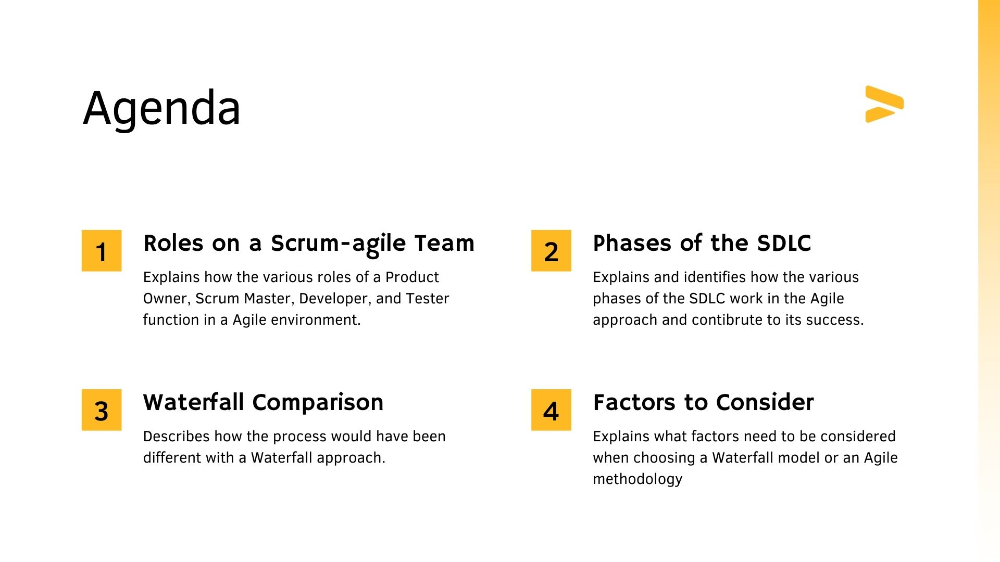 Agenda
1
Roles on a Scrum-agile Team
Explains how the various roles of a Product
Owner, Scrum Master, Developer, and Tester
function in a Agile environment.
2
Phases of the SDLC
Explains and identifies how the various
phases of the SDLC work in the Agile
approach and contibrute to its success.
3
Waterfall Comparison
Describes how the process would have been
different with a Waterfall approach.
4
Factors to Consider
Explains what factors need to be considered
when choosing a Waterfall model or an Agile
methodology